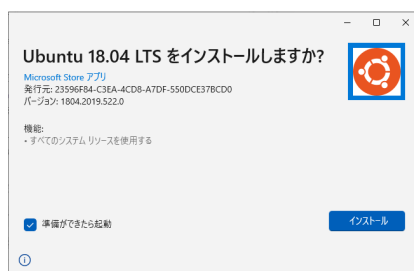 Ubuntu 18.04 LTS をインストールしますか?
Microsoft Store アプリ
発行元: 23596F84-C3EA-4CD8-A7DF-550DCE37BCD0
バージョン: 1804.2019.522.0
機能:
• すべてのシステム リソースを使用する
準備ができたら起動
インストール